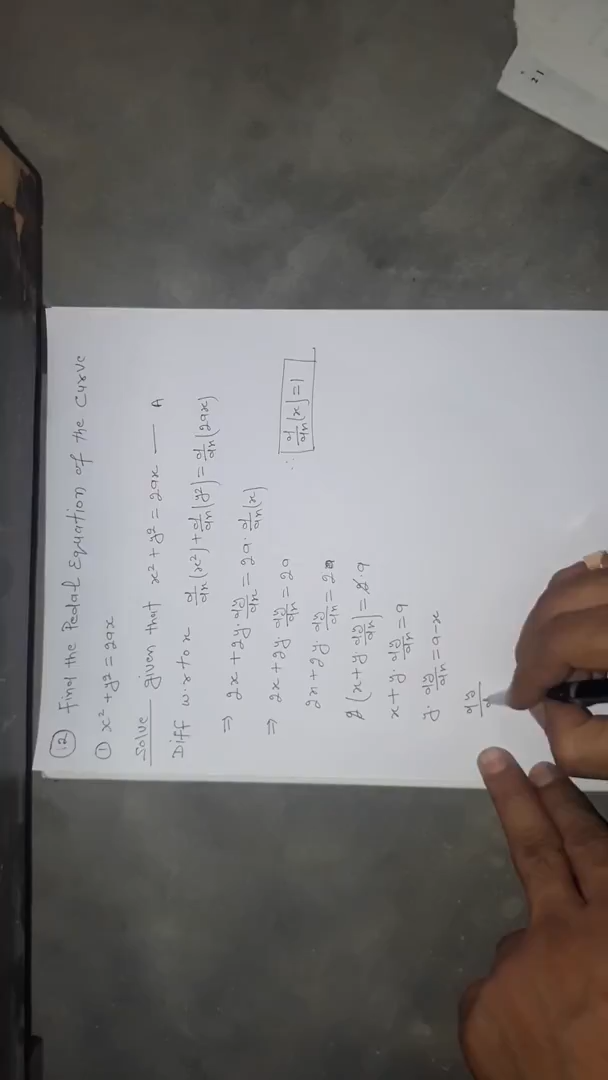 (12) Find the Pedal Equation of the Curve
① x² + y² = 2ax
Solve given that x² + y² = 2ax — A
Diff w.r to x d/dx (x²) + d/dx (y²) = d/dx (2ax)
⇒ 2x + 2y · dy/dx = 2a · d/dx (x)
⇒ 2x + 2y · dy/dx = 2a ∵ [d/dx (x) = 1]
2x + 2y · dy/dx = 2a
2 (x + y · dy/dx) = 2 · a
x + y · dy/dx = a
y · dy/dx = a - x
dy